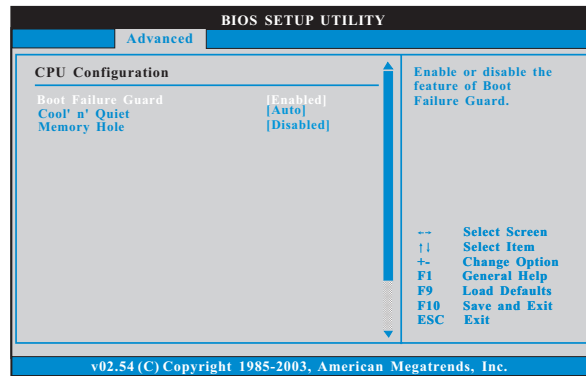 BIOS SETUP UTILITY
Advanced
CPU Configuration
Boot Failure Guard [Enabled]
Cool' n' Quiet [Auto]
Memory Hole [Disabled]
Enable or disable the
feature of Boot
Failure Guard.
←→ Select Screen
↑↓ Select Item
+- Change Option
F1 General Help
F9 Load Defaults
F10 Save and Exit
ESC Exit
v02.54 (C) Copyright 1985-2003, American Megatrends, Inc.